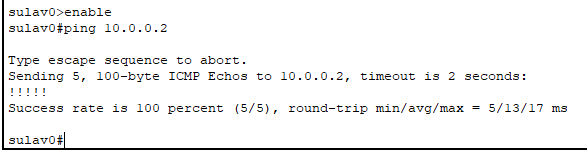 sulav0>enable
sulav0#ping 10.0.0.2
Type escape sequence to abort.
Sending 5, 100-byte ICMP Echos to 10.0.0.2, timeout is 2 seconds:
!!!!!
Success rate is 100 percent (5/5), round-trip min/avg/max = 5/13/17 ms
sulav0#